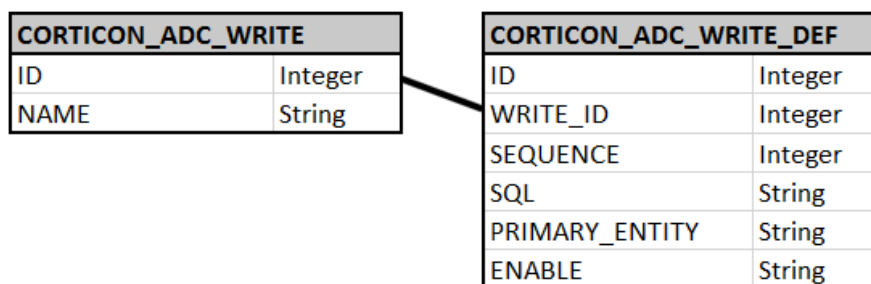 CORTICON_ADC_WRITE
ID Integer
NAME String
CORTICON_ADC_WRITE_DEF
ID Integer
WRITE_ID Integer
SEQUENCE Integer
SQL String
PRIMARY_ENTITY String
ENABLE String